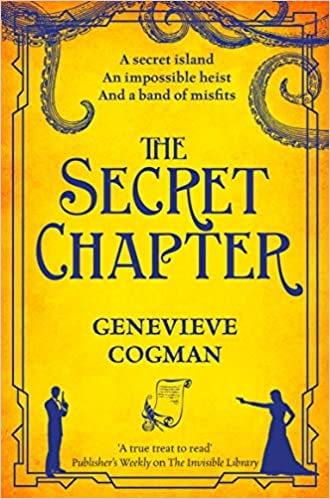 A secret island
An impossible heist
And a band of misfits
THE
SECRET
CHAPTER
GENEVIEVE
COGMAN
'A true treat to read'
Publisher's Weekly on The Invisible Library